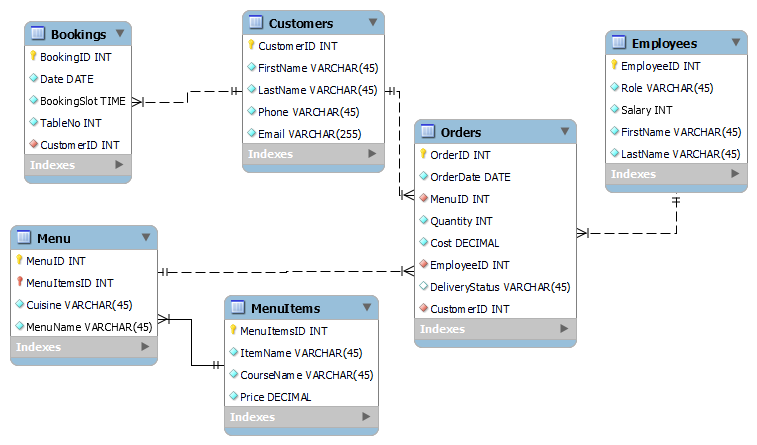 Bookings
BookingID INT
Date DATE
BookingSlot TIME
TableNo INT
CustomerID INT
Indexes
Customers
CustomerID INT
FirstName VARCHAR(45)
LastName VARCHAR(45)
Phone VARCHAR(45)
Email VARCHAR(255)
Indexes
Employees
EmployeeID INT
Role VARCHAR(45)
Salary INT
FirstName VARCHAR(45)
LastName VARCHAR(45)
Indexes
Orders
OrderID INT
OrderDate DATE
MenuID INT
Quantity INT
Cost DECIMAL
EmployeeID INT
DeliveryStatus VARCHAR(45)
CustomerID INT
Indexes
Menu
MenuID INT
MenuItemsID INT
Cuisine VARCHAR(45)
MenuName VARCHAR(45)
Indexes
MenuItems
MenuItemsID INT
ItemName VARCHAR(45)
CourseName VARCHAR(45)
Price DECIMAL
Indexes